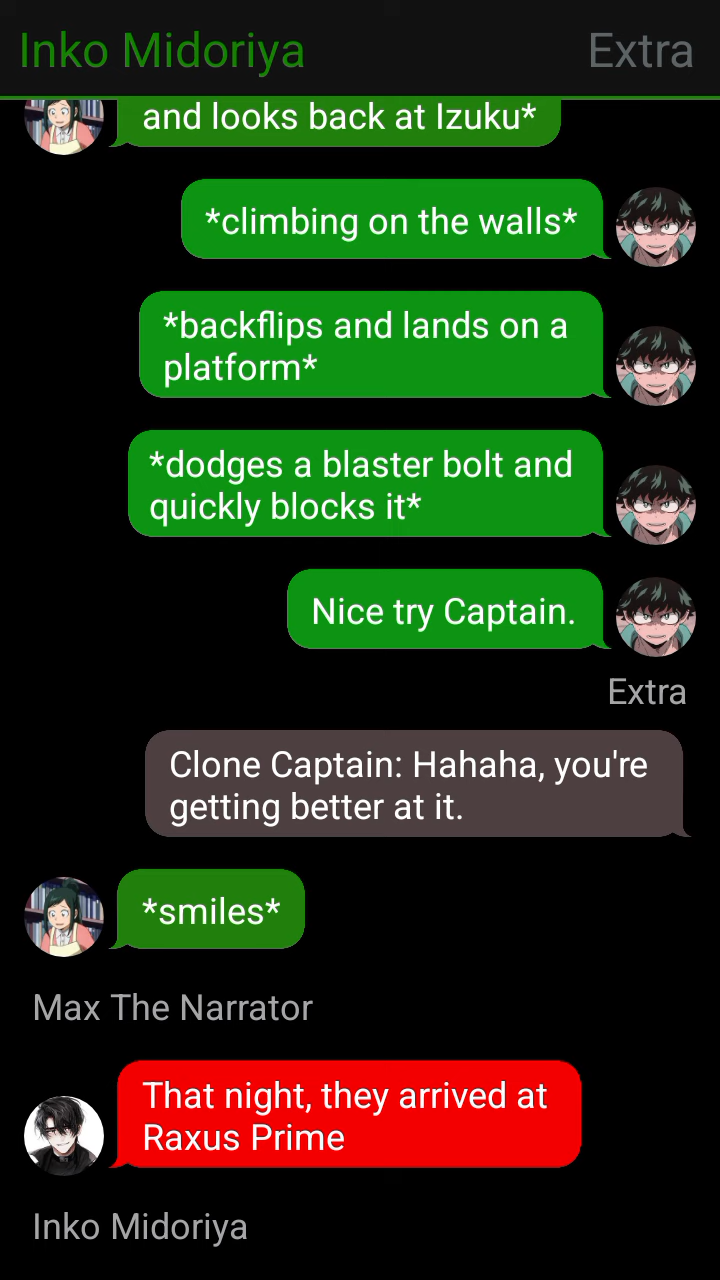 Inko Midoriya
Extra
and looks back at Izuku*
*climbing on the walls*
*backflips and lands on a
platform*
*dodges a blaster bolt and
quickly blocks it*
Nice try Captain.
Extra
Clone Captain: Hahaha, you're
getting better at it.
*smiles*
Max The Narrator
That night, they arrived at
Raxus Prime
Inko Midoriya